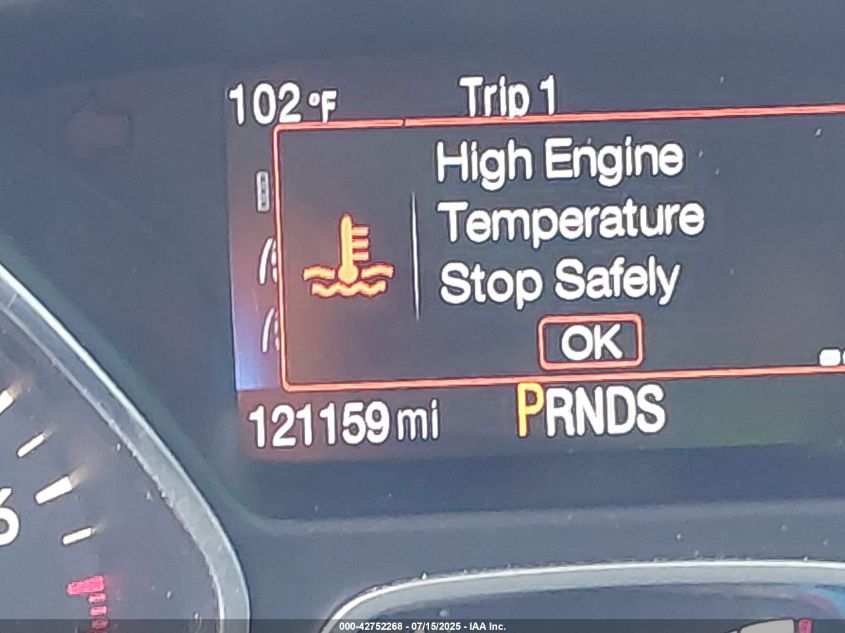 102 °F Trip 1
High Engine
Temperature
Stop Safely
OK
121159 mi PRNDS
6
000-42752268 - 07/15/2025 - IAA Inc.